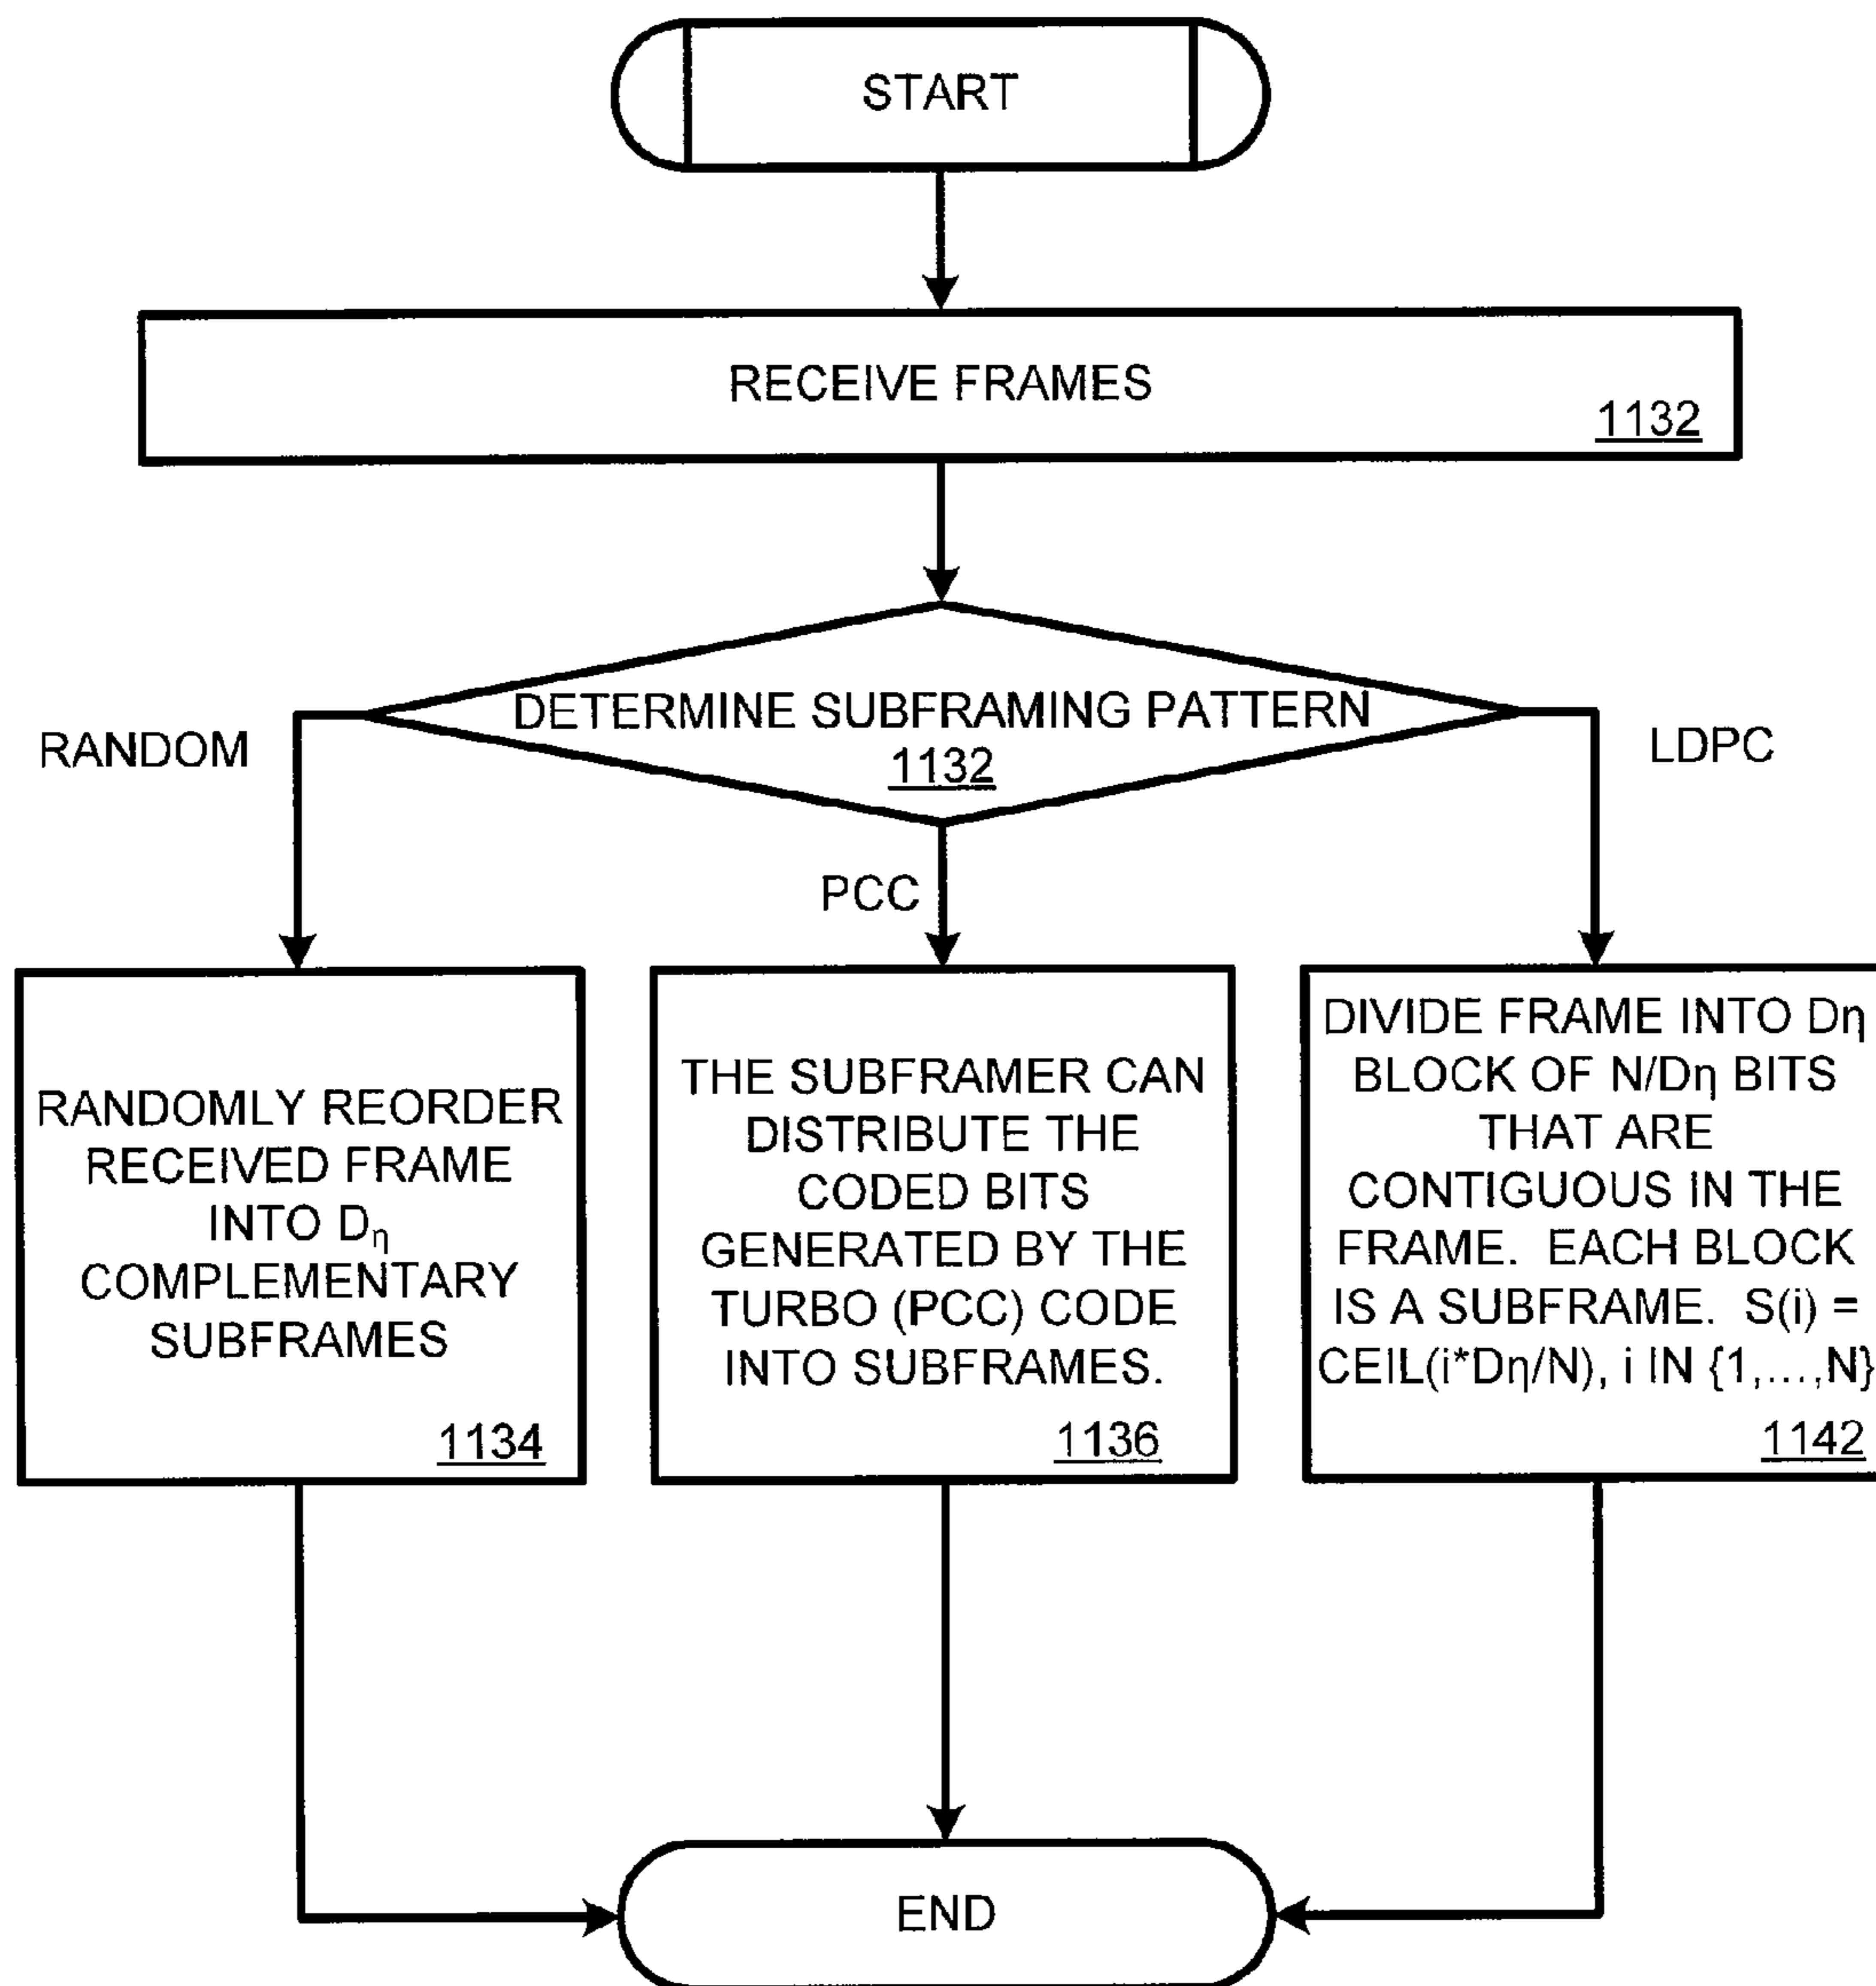 START
RECEIVE FRAMES
1132
DETERMINE SUBFRAMING PATTERN
1132
RANDOM
LDPC
PCC
RANDOMLY REORDER
RECEIVED FRAME
INTO Dη
COMPLEMENTARY
SUBFRAMES
1134
THE SUBFRAMER CAN
DISTRIBUTE THE
CODED BITS
GENERATED BY THE
TURBO (PCC) CODE
INTO SUBFRAMES.
1136
DIVIDE FRAME INTO Dη
BLOCK OF N/Dη BITS
THAT ARE
CONTIGUOUS IN THE
FRAME. EACH BLOCK
IS A SUBFRAME. S(i) =
CEIL(i*Dη/N), i IN {1,...,N}
1142
END